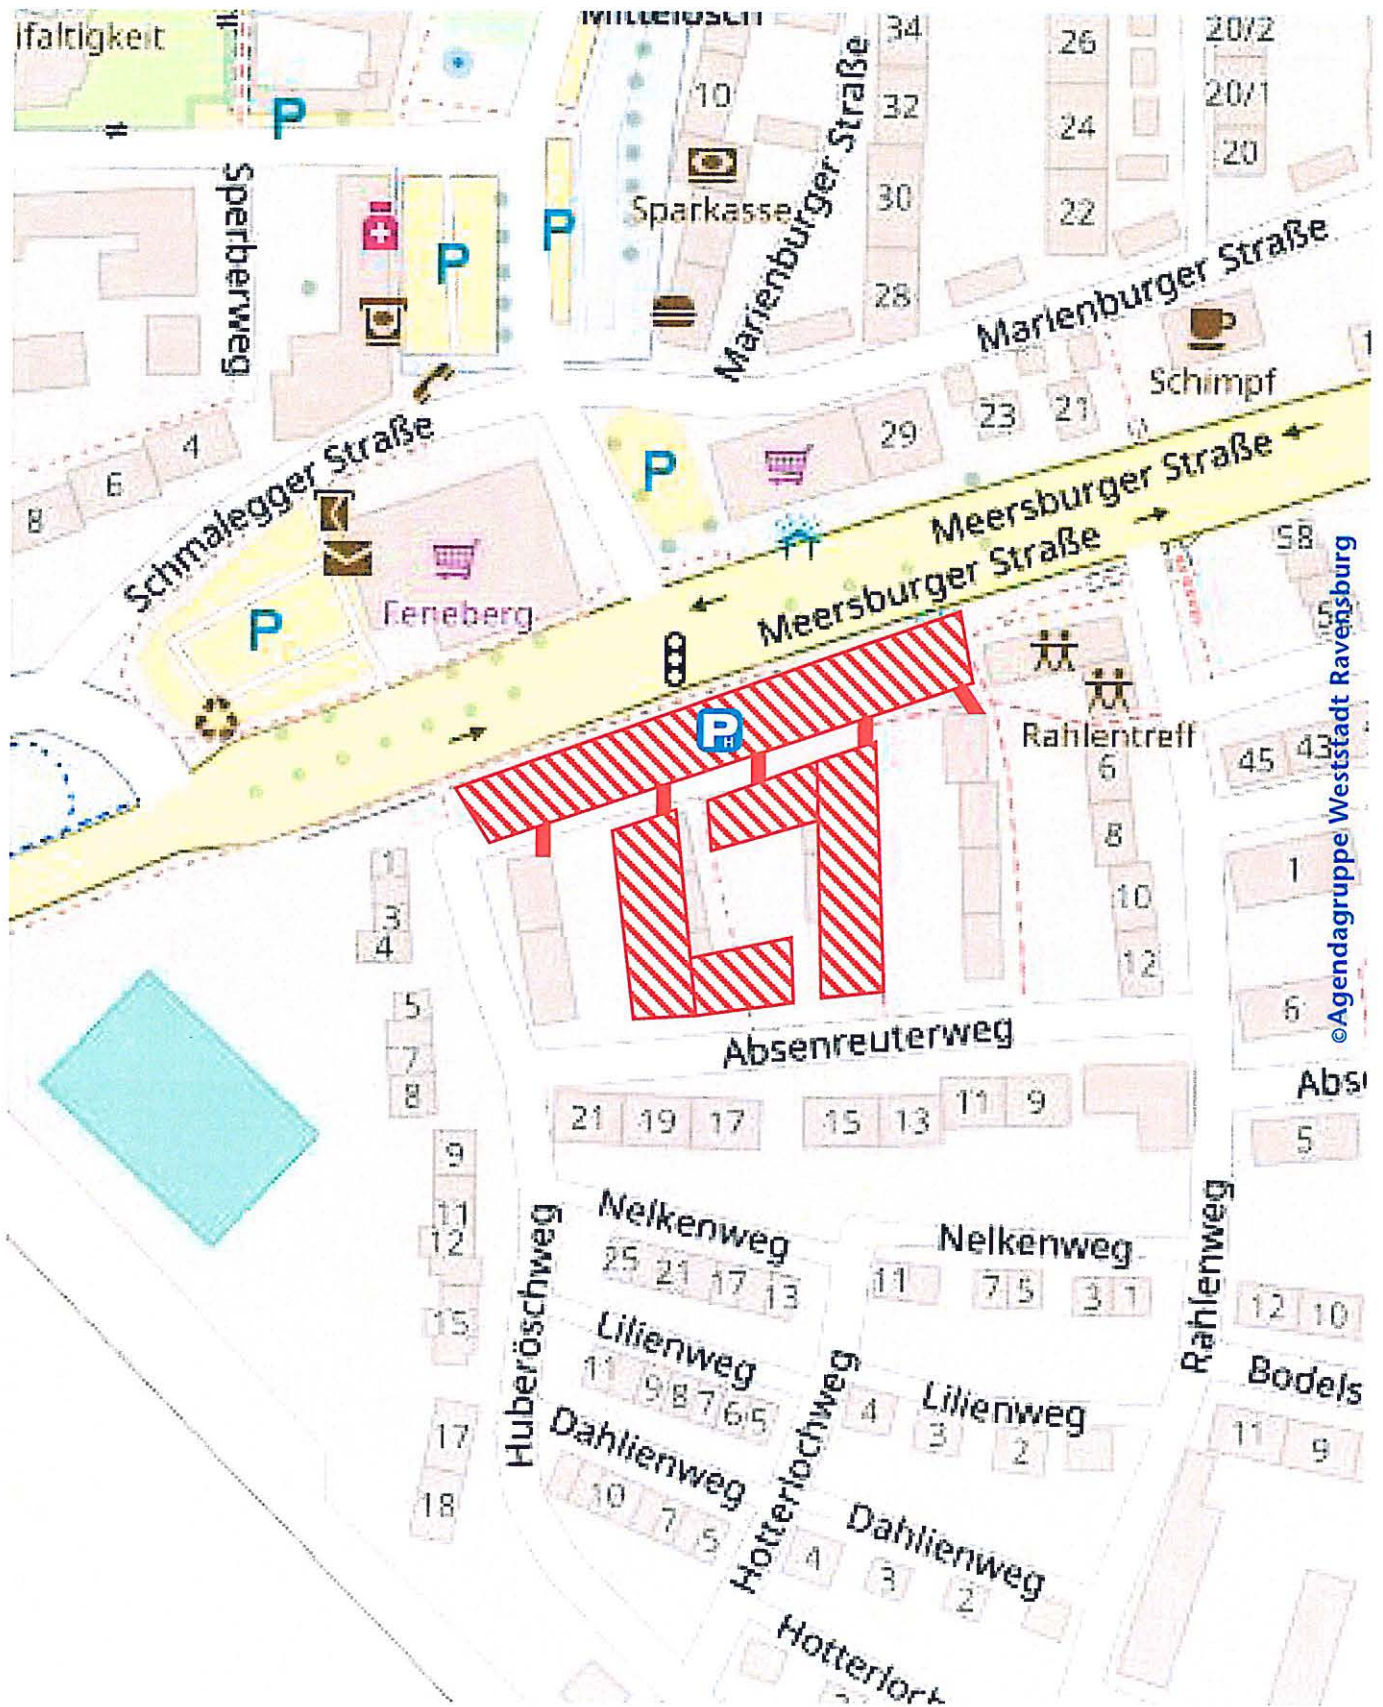 ifaltigkeit
Mittelösch
34
26
20/2
P
10
32
20/1
24
20
Sperberweg
Sparkasse
Marienburger Straße
30
22
P
P
28
Marienburger Straße
Schimpf
4
6
8
Schmalegger Straße
P
29
23
21
Meersburger Straße
Meersburger Straße
5B
Feneberg
P
P
H
Rahlentreff
6
45
43
8
1
10
12
6
1
3
4
5
7
8
Absenreuterweg
21
19
17
15
13
11
9
5
9
11
12
15
17
18
Huberöschweg
Nelkenweg
25
21
17
13
Nelkenweg
11
7
5
3
1
Rahlenweg
12
10
Lilienweg
11
9
8
7
6
5
Lilienweg
4
3
2
Bodels
11
9
Dahlienweg
10
7
5
Hotterlochweg
Dahlienweg
4
3
2
Hotterloch
©Agendagruppe Weststadt Ravensburg